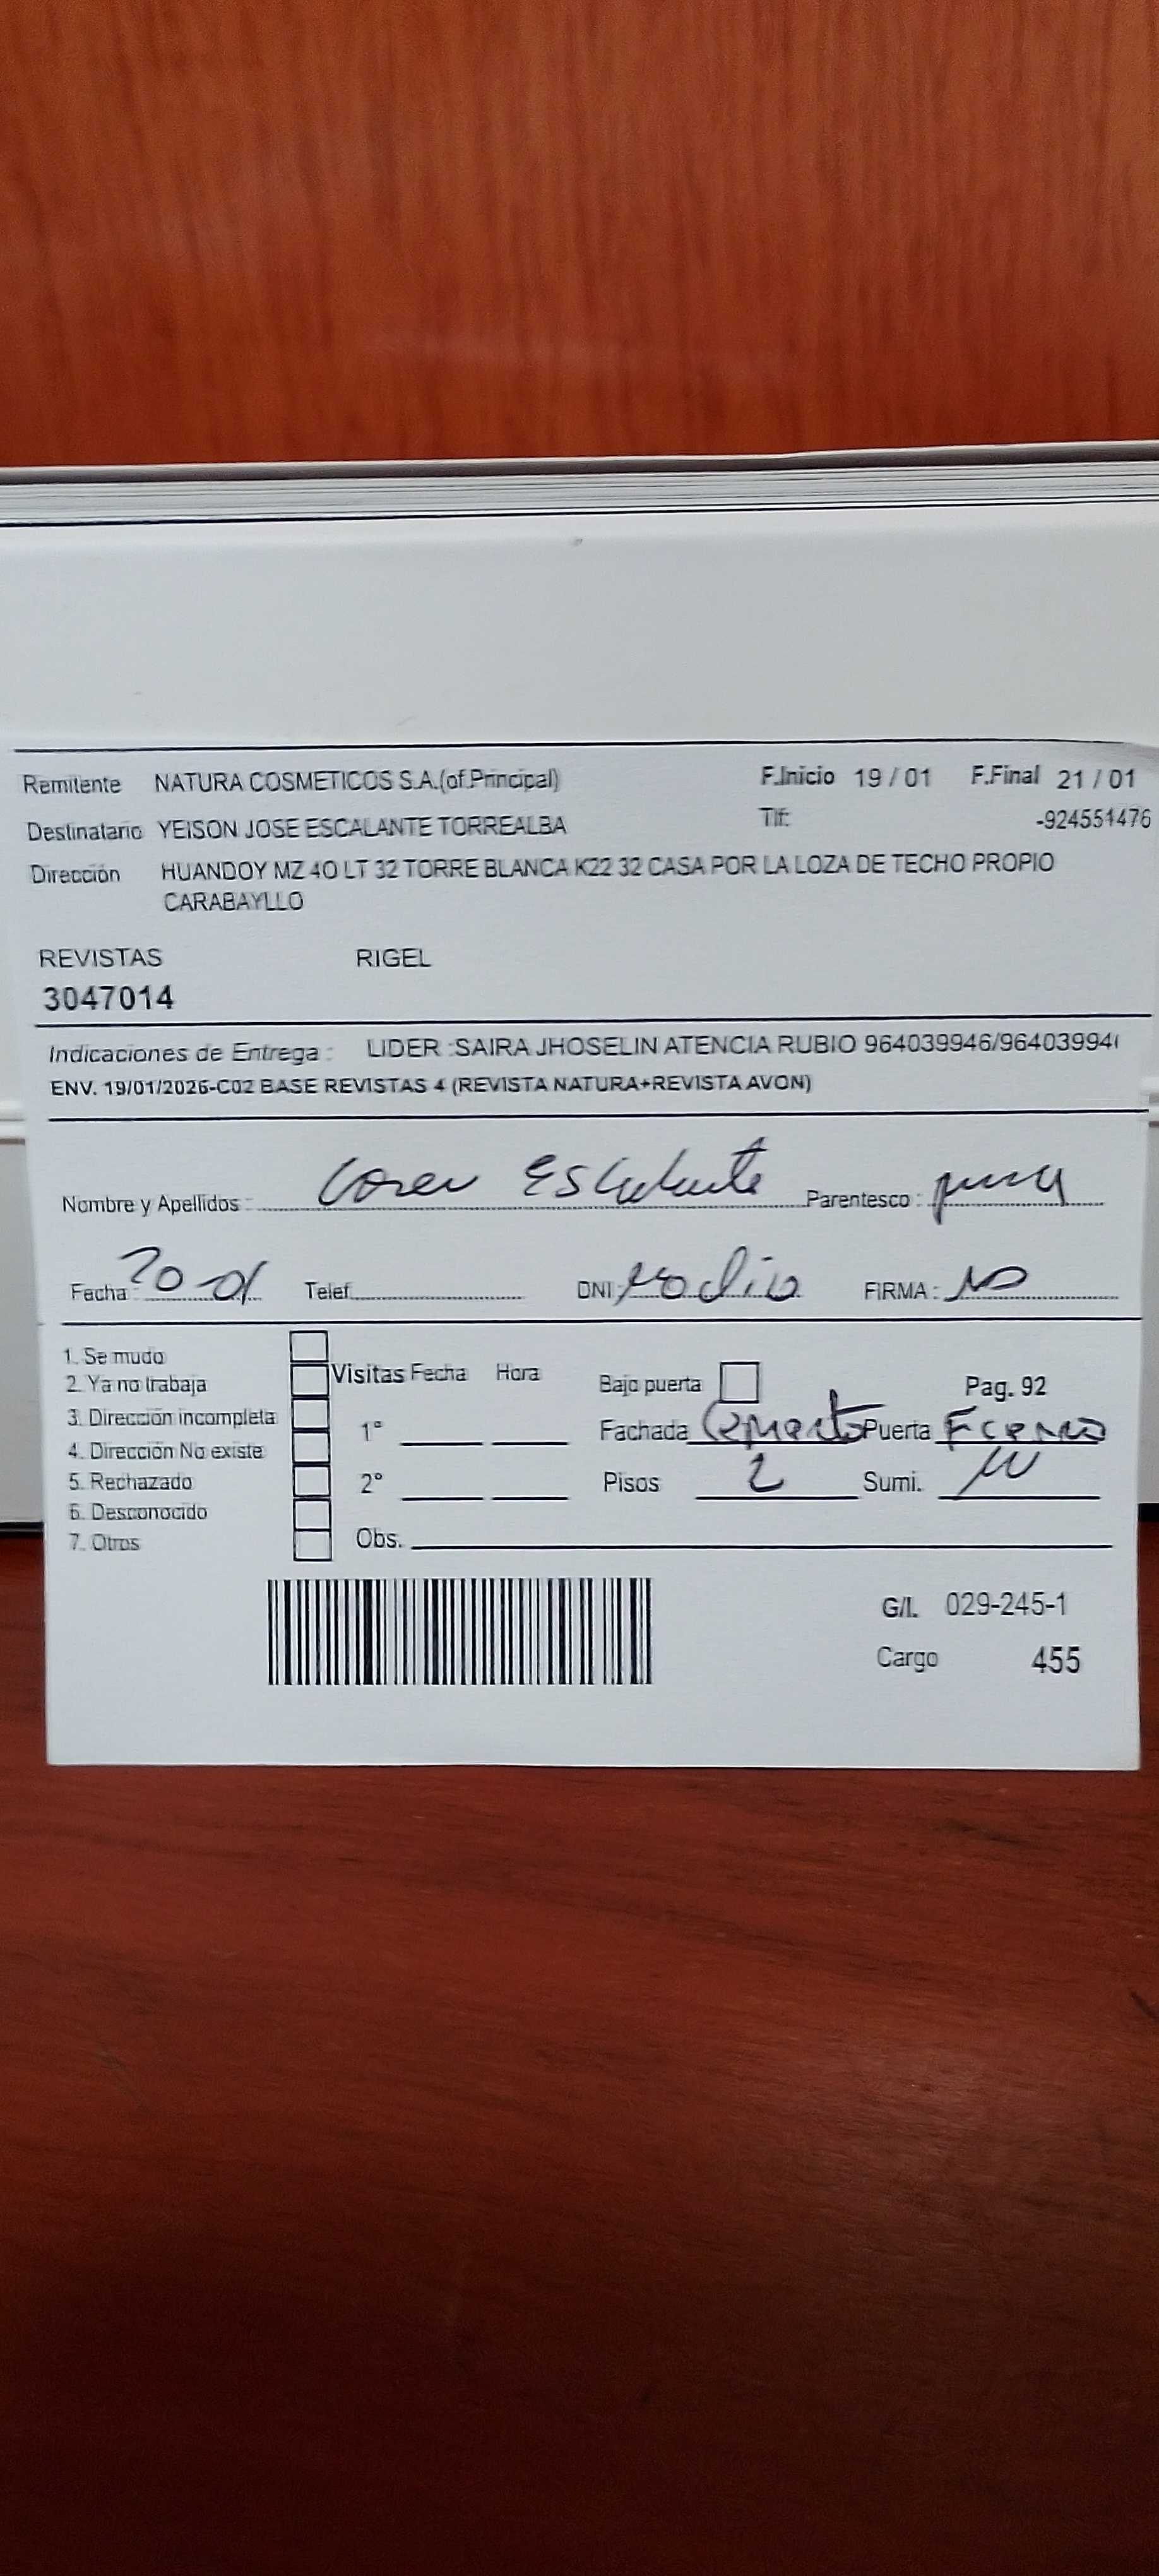 Remitente NATURA COSMETICOS S.A.(of.Principal) F.Inicio 19 / 01 F.Final 21 / 01
Destinatario YEISON JOSE ESCALANTE TORREALBA Tlf: -924551476
Dirección HUANDOY MZ 40 LT 32 TORRE BLANCA K22 32 CASA POR LA LOZA DE TECHO PROPIO
CARABAYLLO
REVISTAS RIGEL
3047014
Indicaciones de Entrega : LIDER :SAIRA JHOSELIN ATENCIA RUBIO 964039946/96403994
ENV. 19/01/2026-C02 BASE REVISTAS 4 (REVISTA NATURA+REVISTA AVON)
Nombre y Apellidos : Escalante Parentesco :
Fecha : 20-01 Telef. DNI: No dio FIRMA : NO
1. Se mudo
2. Ya no trabaja Visitas Fecha Hora Bajo puerta Pag. 92
3. Dirección incompleta 1° Fachada Cemento Puerta Fierro
4. Dirección No existe
5. Rechazado 2° Pisos 2 Sumi.
6. Desconocido
7. Otros Obs.
G/L 029-245-1
Cargo 455